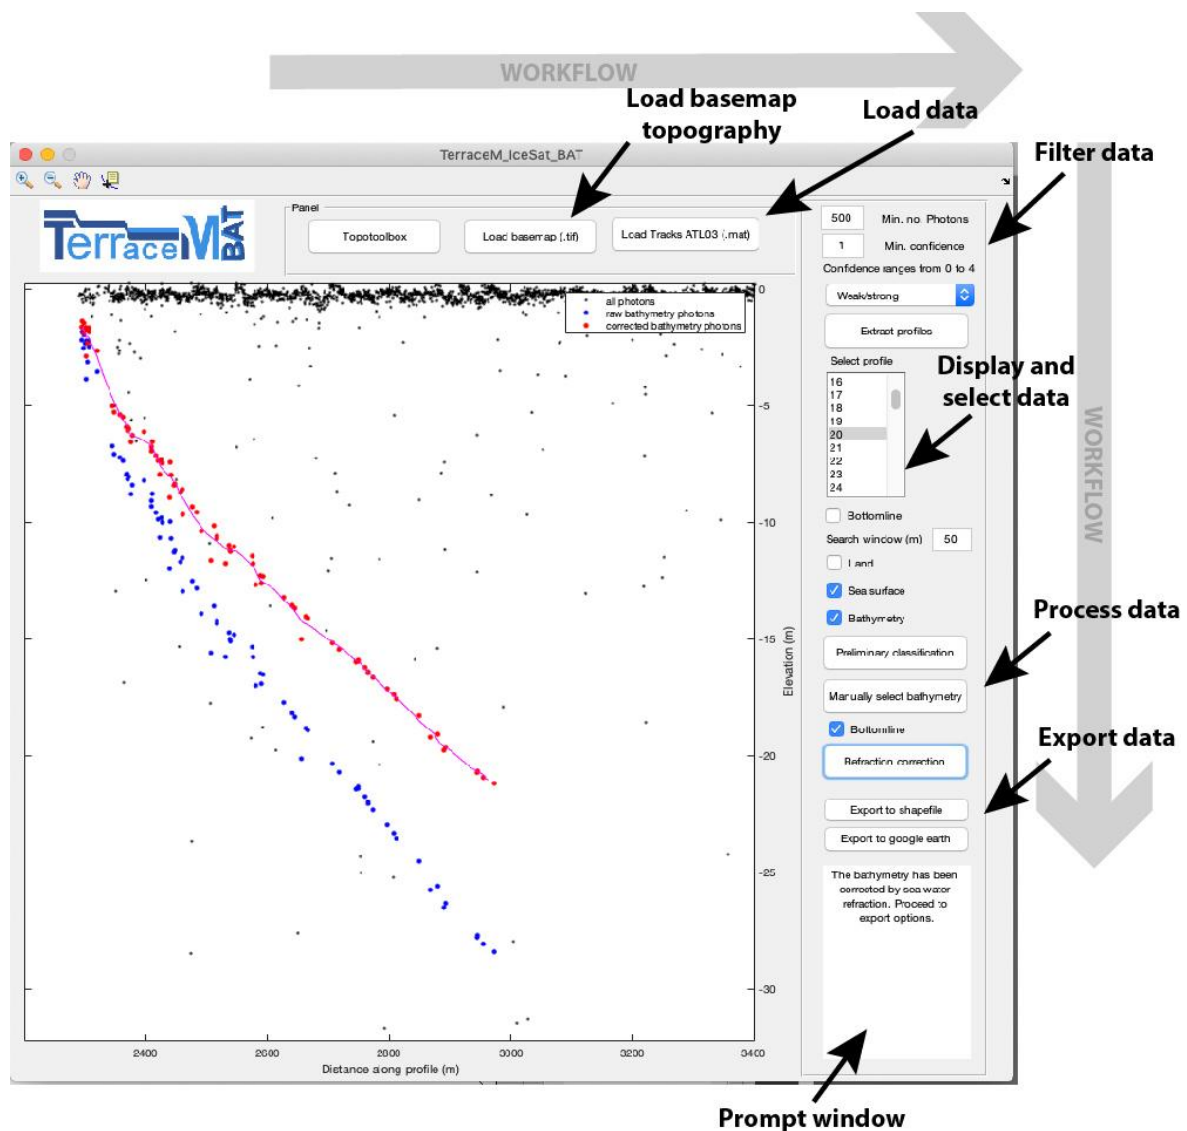 WORKFLOW
Load basemap
topography
Load data
Filter data
TerraceM_IceSat_BAT
TerraceM BAT
Panel
Topotoolbox
Load basemap (.tif)
Load Tracks ATL03 (.mat)
500 Min. no. Photons
1 Min. confidence
Confidence ranges from 0 to 4
Weak/strong
Extract profiles
Select profile
16
17
18
19
20
21
22
23
24
Display and
select data
WORKFLOW
Bottomline
Search window (m) 50
Land
Sea surface
Bathymetry
Preliminary classification
Process data
Manually select bathymetry
Bottomline
Refraction correction
Export data
Export to shapefile
Export to google earth
The bathymetry has been
corrected by sea water
refraction. Proceed to
export options.
Prompt window
all photons
raw bathymetry photons
corrected bathymetry photons
0
-5
-10
-15
-20
-25
-30
Elevation (m)
2400 2600 2800 3000 3200 3400
Distance along profile (m)